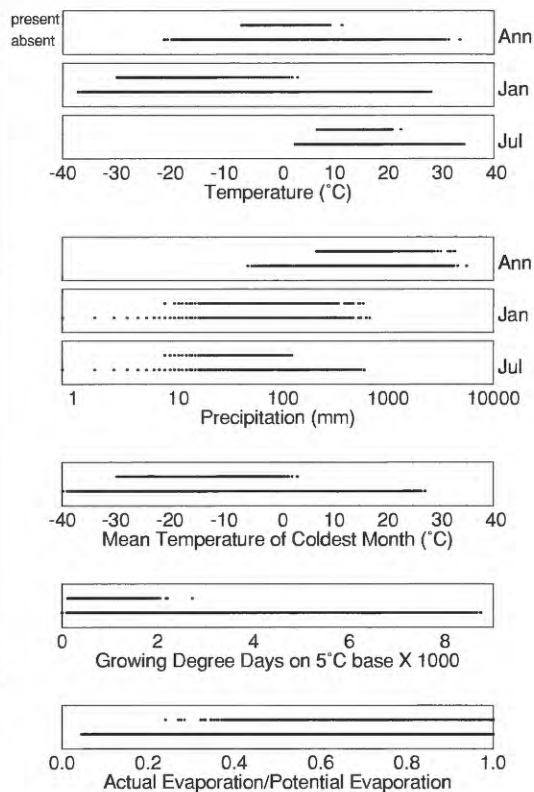 present
absent
Ann
Jan
Jul
-40 -30 -20 -10 0 10 20 30 40
Temperature (°C)
Ann
Jan
Jul
1 10 100 1000 10000
Precipitation (mm)
-40 -30 -20 -10 0 10 20 30 40
Mean Temperature of Coldest Month (°C)
0 2 4 6 8
Growing Degree Days on 5°C base X 1000
0.0 0.2 0.4 0.6 0.8 1.0
Actual Evaporation/Potential Evaporation